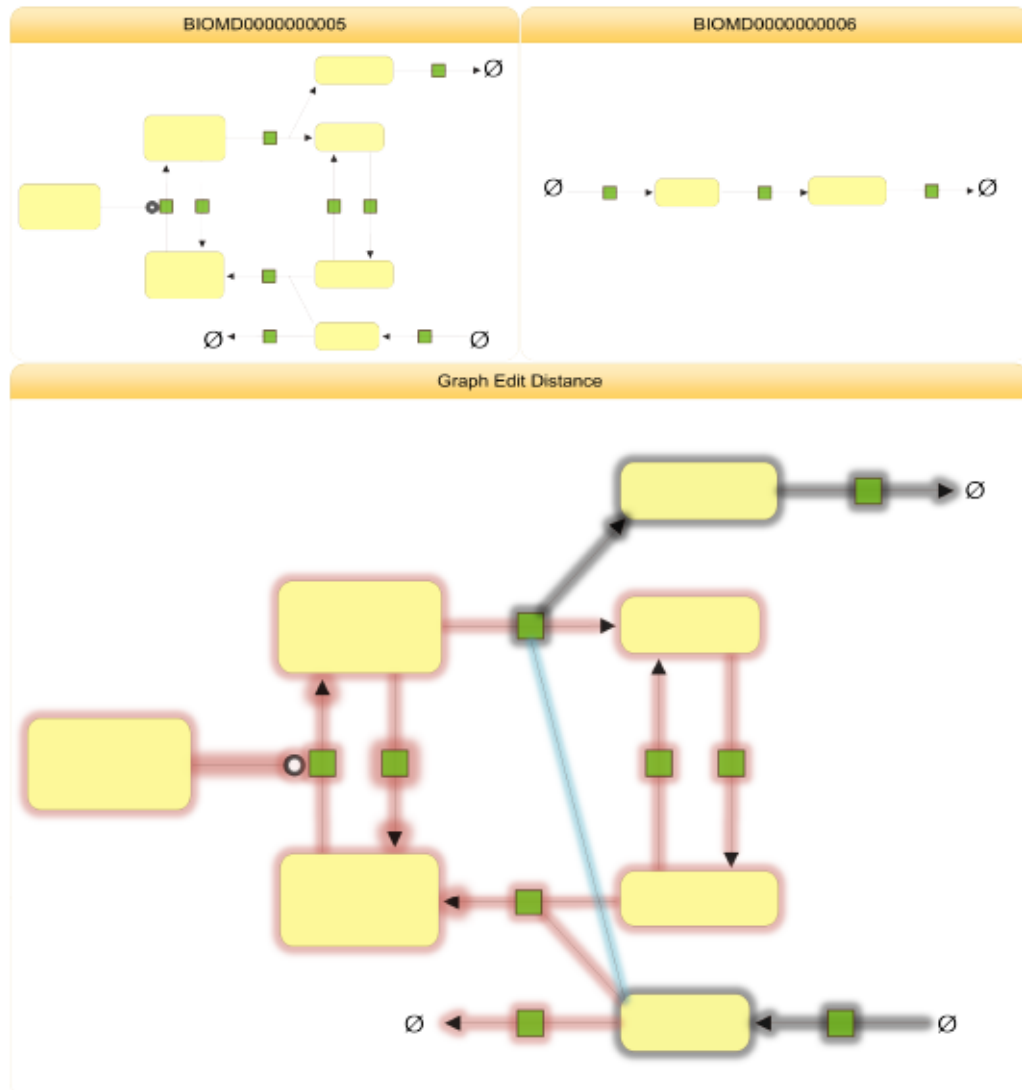 BIOMD0000000005
BIOMD0000000006
Ø
Ø
Ø
Ø
Ø
Graph Edit Distance
Ø
Ø
Ø